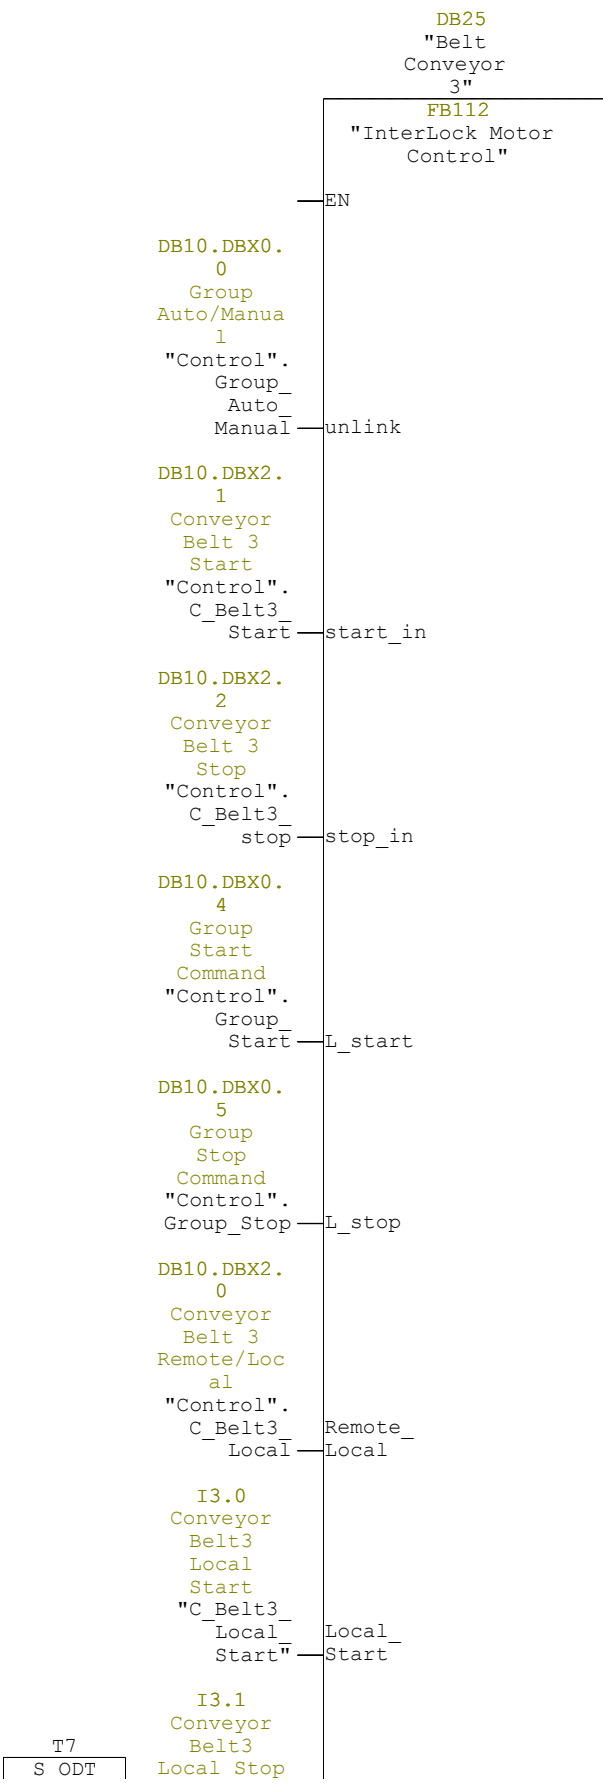 DB25
"Belt
Conveyor
3"
FB112
"InterLock Motor
Control"
EN
DB10.DBX0.
0
Group
Auto/Manua
l
"Control".
Group_
Auto_
Manual
unlink
DB10.DBX2.
1
Conveyor
Belt 3
Start
"Control".
C_Belt3_
Start
start_in
DB10.DBX2.
2
Conveyor
Belt 3
Stop
"Control".
C_Belt3_
stop
stop_in
DB10.DBX0.
4
Group
Start
Command
"Control".
Group_
Start
L_start
DB10.DBX0.
5
Group
Stop
Command
"Control".
Group_Stop
L_stop
DB10.DBX2.
0
Conveyor
Belt 3
Remote/Loc
al
"Control".
C_Belt3_
Local
Remote_
Local
I3.0
Conveyor
Belt3
Local
Start
"C_Belt3_
Local_
Start"
Local_
Start
I3.1
Conveyor
Belt3
Local Stop
T7
S ODT